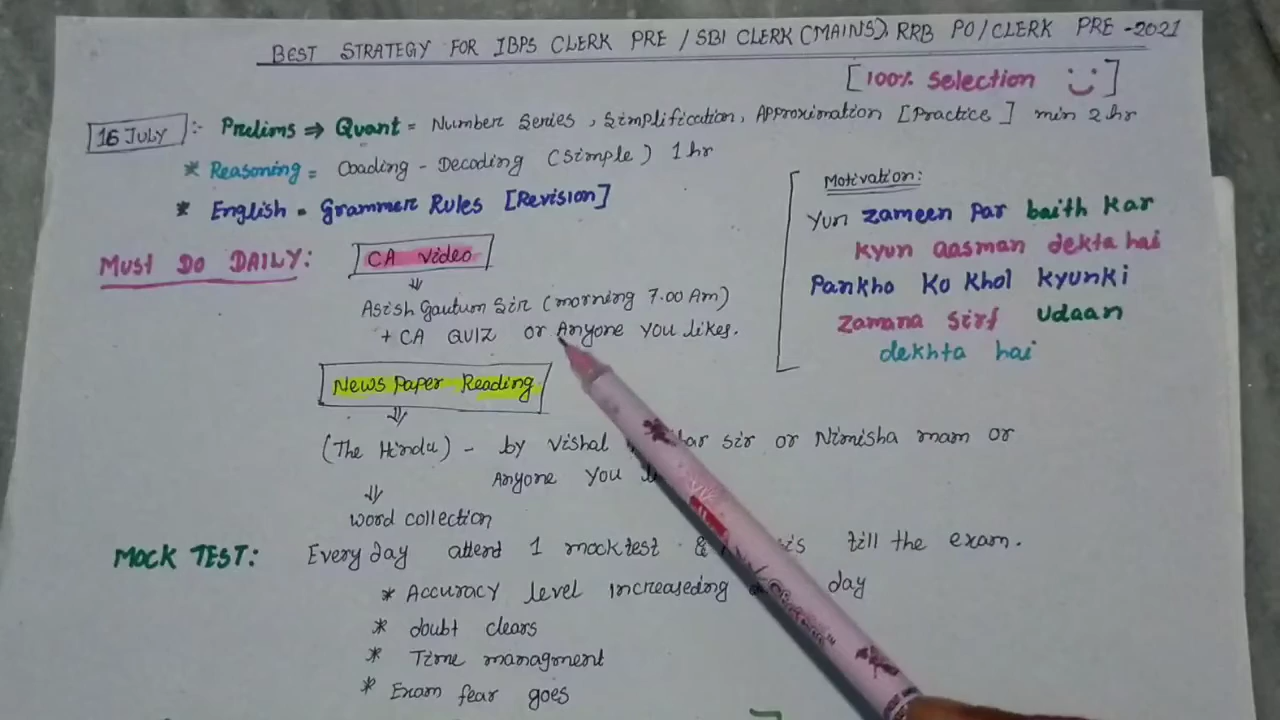 BEST STRATEGY FOR IBPS CLERK PRE / SBI CLERK (MAINS), RRB PO/CLERK PRE -2021
[100% Selection :)]
16 JULY :- Prelims ⇒ Quant = Number Series, Simplification, Approximation [Practice] min 2 hr
* Reasoning = Coading - Decoding (Simple) 1 hr
* English = Grammer Rules [Revision]
MUST DO DAILY:
CA Video
⇓
Asish Gautum Sir (morning 7.00 Am)
+ CA QUIZ or Anyone you likes.
News Paper Reading
⇓
(The Hindu) - by Vishal sir or Nimisha mam or
Anyone You
⇓
word collection
Motivation:
Yun zameen par baith kar
kyun aasman dekta hai
Pankho ko khol kyunki
zamana sirf udaan
dekhta hai
MOCK TEST: Every day attend 1 mocktest & till the exam.
* Accuracy level increaseding day
* doubt clears
* Time managment
* Exam fear goes